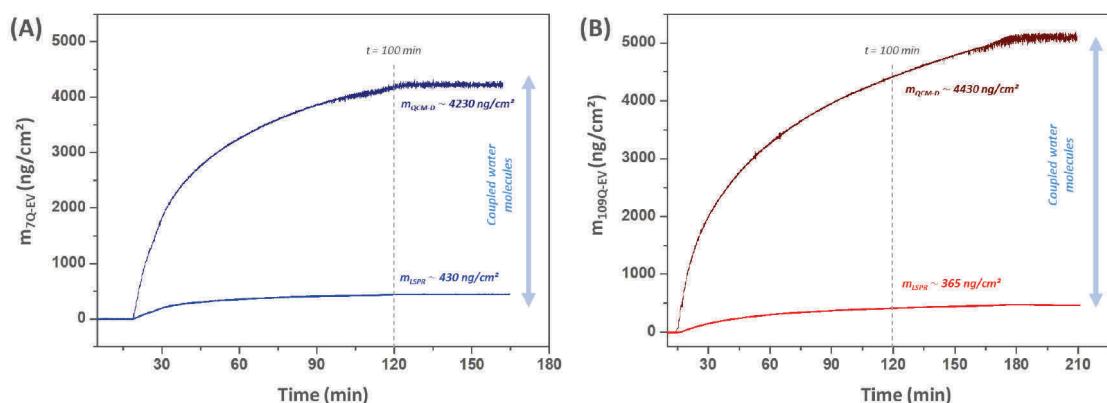 (A)
5000
4000
3000
2000
1000
0
m7Q-EV (ng/cm²)
30
60
90
120
150
180
Time (min)
t = 100 min
mQCM-D ~ 4230 ng/cm²
mLSPR ~ 430 ng/cm²
Coupled water
molecules
(B)
5000
4000
3000
2000
1000
0
m109Q-EV (ng/cm²)
30
60
90
120
150
180
210
Time (min)
t = 100 min
mQCM-D ~ 4430 ng/cm²
mLSPR ~ 365 ng/cm²
Coupled water
molecules